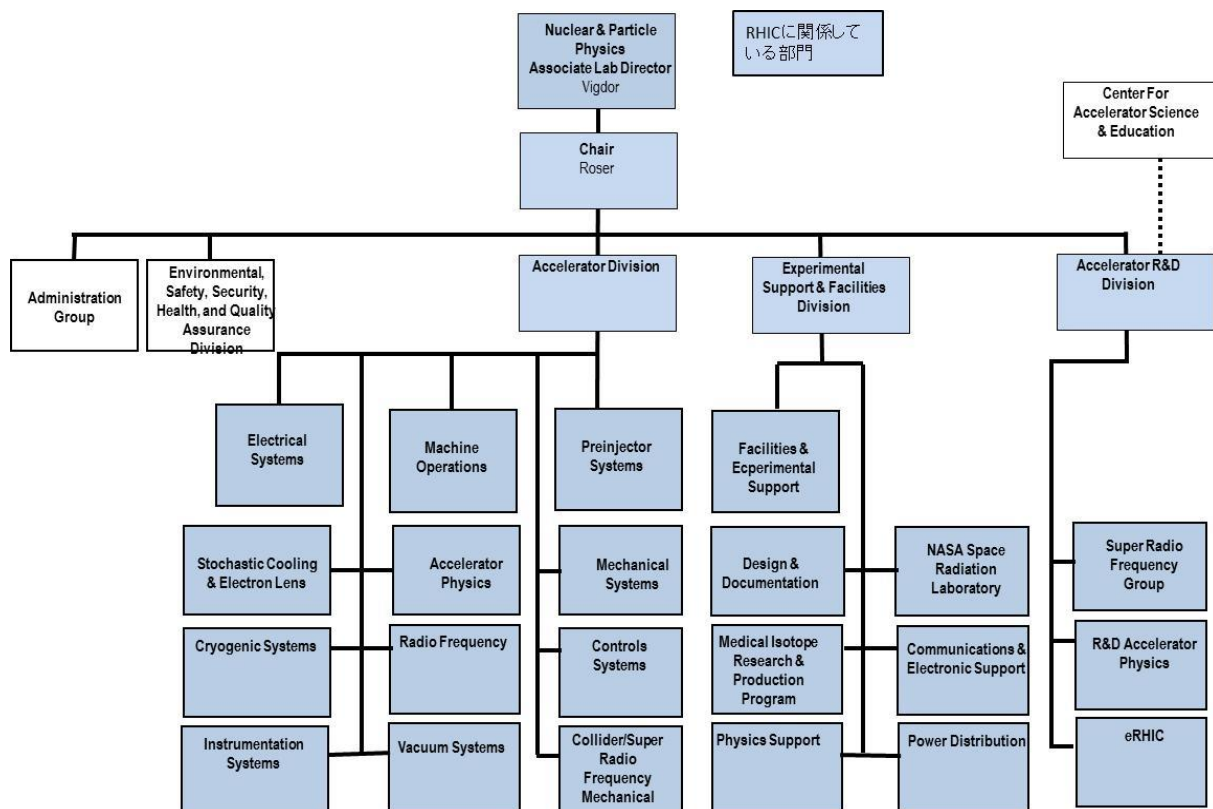 Nuclear & Particle
Physics
Associate Lab Director
Vigdor
RHICに関係して
いる部門
Center For
Accelerator Science
& Education
Chair
Roser
Administration
Group
Environmental,
Safety, Security,
Health, and Quality
Assurance
Division
Accelerator Division
Experimental
Support & Facilities
Division
Accelerator R&D
Division
Electrical
Systems
Machine
Operations
Preinjector
Systems
Facilities &
Ecperimental
Support
Stochastic Cooling
& Electron Lens
Accelerator
Physics
Mechanical
Systems
Design &
Documentation
NASA Space
Radiation
Laboratory
Super Radio
Frequency
Group
Cryogenic Systems
Radio Frequency
Controls
Systems
Medical Isotope
Research &
Production
Program
Communications &
Electronic Support
R&D Accelerator
Physics
Instrumentation
Systems
Vacuum Systems
Collider/Super
Radio
Frequency
Mechanical
Physics Support
Power Distribution
eRHIC